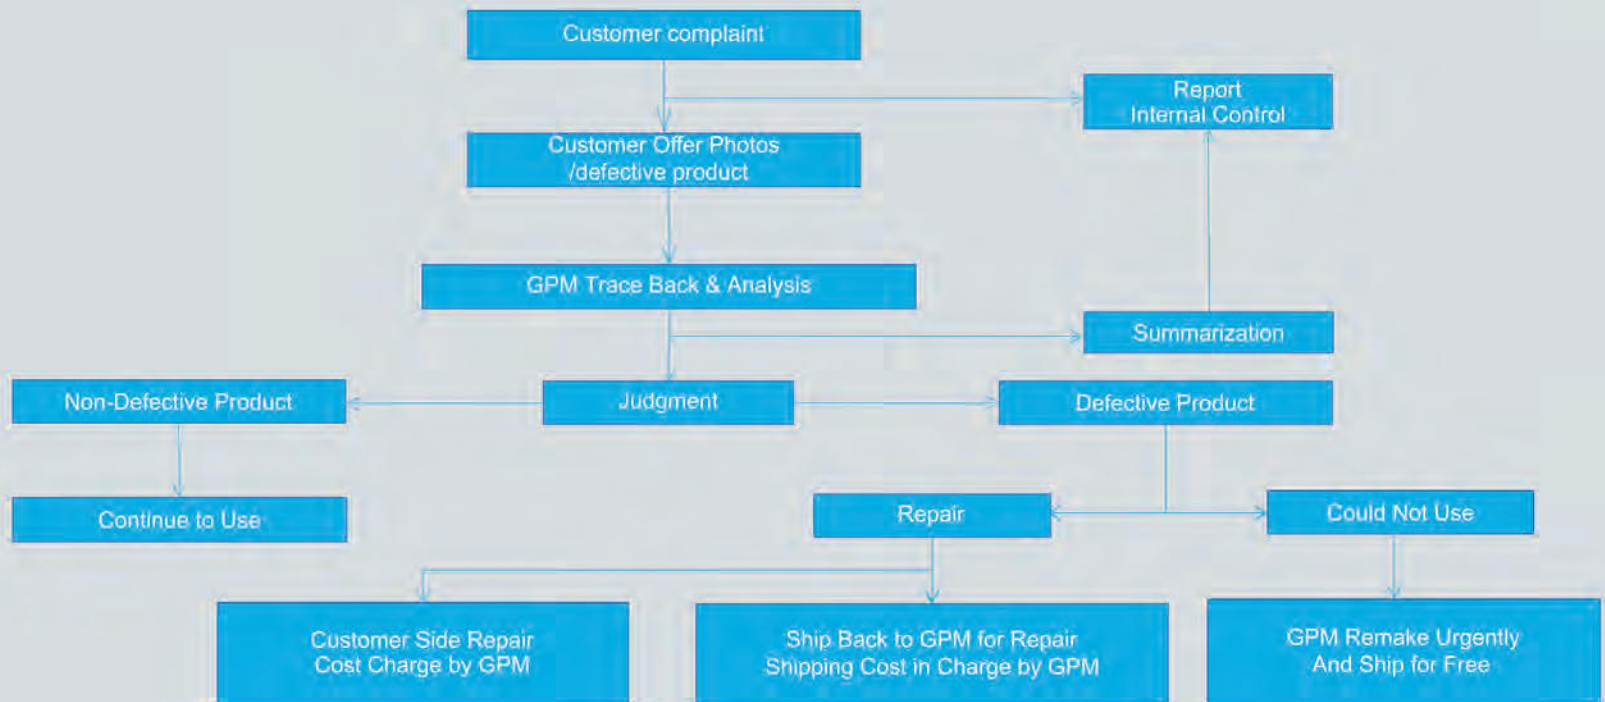 Customer complaint
Report
Internal Control
Customer Offer Photos
/defective product
GPM Trace Back & Analysis
Summarization
Non-Defective Product
Judgment
Defective Product
Continue to Use
Repair
Could Not Use
Customer Side Repair
Cost Charge by GPM
Ship Back to GPM for Repair
Shipping Cost in Charge by GPM
GPM Remake Urgently
And Ship for Free